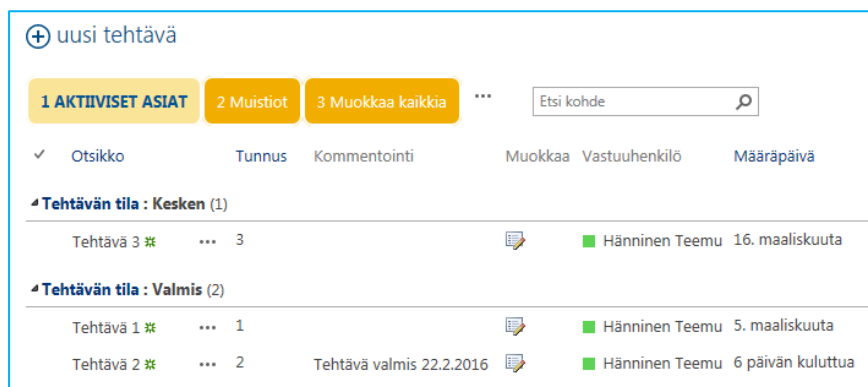 uusi tehtävä
1 AKTIIVISET ASIAT 2 Muistiot 3 Muokkaa kaikkia ••• Etsi kohde
✓ Otsikko Tunnus Kommentointi Muokkaa Vastuuhenkilö Määräpäivä
Tehtävän tila : Kesken (1)
Tehtävä 3 ••• 3 Hänninen Teemu 16. maaliskuuta
Tehtävän tila : Valmis (2)
Tehtävä 1 ••• 1 Hänninen Teemu 5. maaliskuuta
Tehtävä 2 ••• 2 Tehtävä valmis 22.2.2016 Hänninen Teemu 6 päivän kuluttua